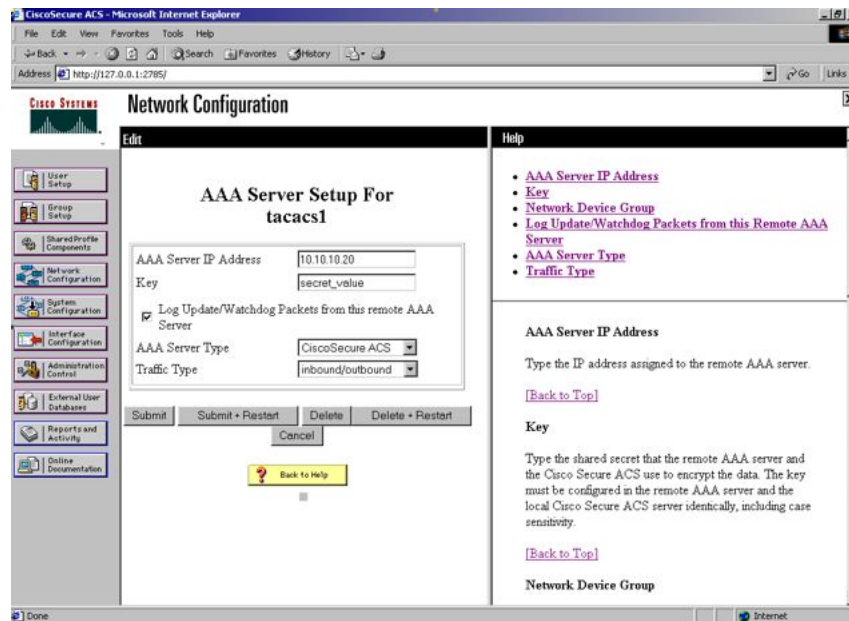 CiscoSecure ACS - Microsoft Internet Explorer
File Edit View Favorites Tools Help
Back Search Favorites History
Address http://127.0.0.1:2785/ Go Links
CISCO SYSTEMS
Network Configuration
User
Setup
Group
Setup
Shared Profile
Components
Network
Configuration
System
Configuration
Interface
Configuration
Administration
Control
External User
Databases
Reports and
Activity
Online
Documentation
Edit
AAA Server Setup For
tacacs1
AAA Server IP Address 10.10.10.20
Key secret_value
Log Update/Watchdog Packets from this remote AAA
Server
AAA Server Type CiscoSecure ACS
Traffic Type inbound/outbound
Submit Submit + Restart Delete Delete + Restart
Cancel
? Back to Help
Help
AAA Server IP Address
Key
Network Device Group
Log Update/Watchdog Packets from this Remote AAA
Server
AAA Server Type
Traffic Type
AAA Server IP Address
Type the IP address assigned to the remote AAA server.
[Back to Top]
Key
Type the shared secret that the remote AAA server and
the Cisco Secure ACS use to encrypt the data. The key
must be configured in the remote AAA server and the
local Cisco Secure ACS server identically, including case
sensitivity.
[Back to Top]
Network Device Group
Done Internet